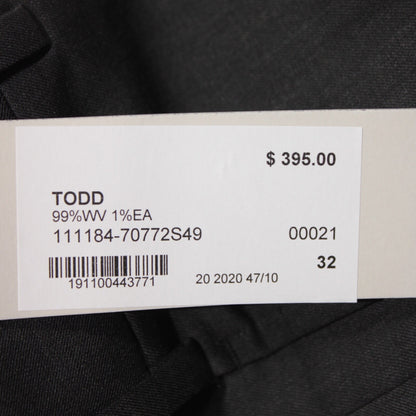 $ 395.00
TODD
99%WV 1%EA
111184-70772S49 00021
32
191100443771 20 2020 47/10